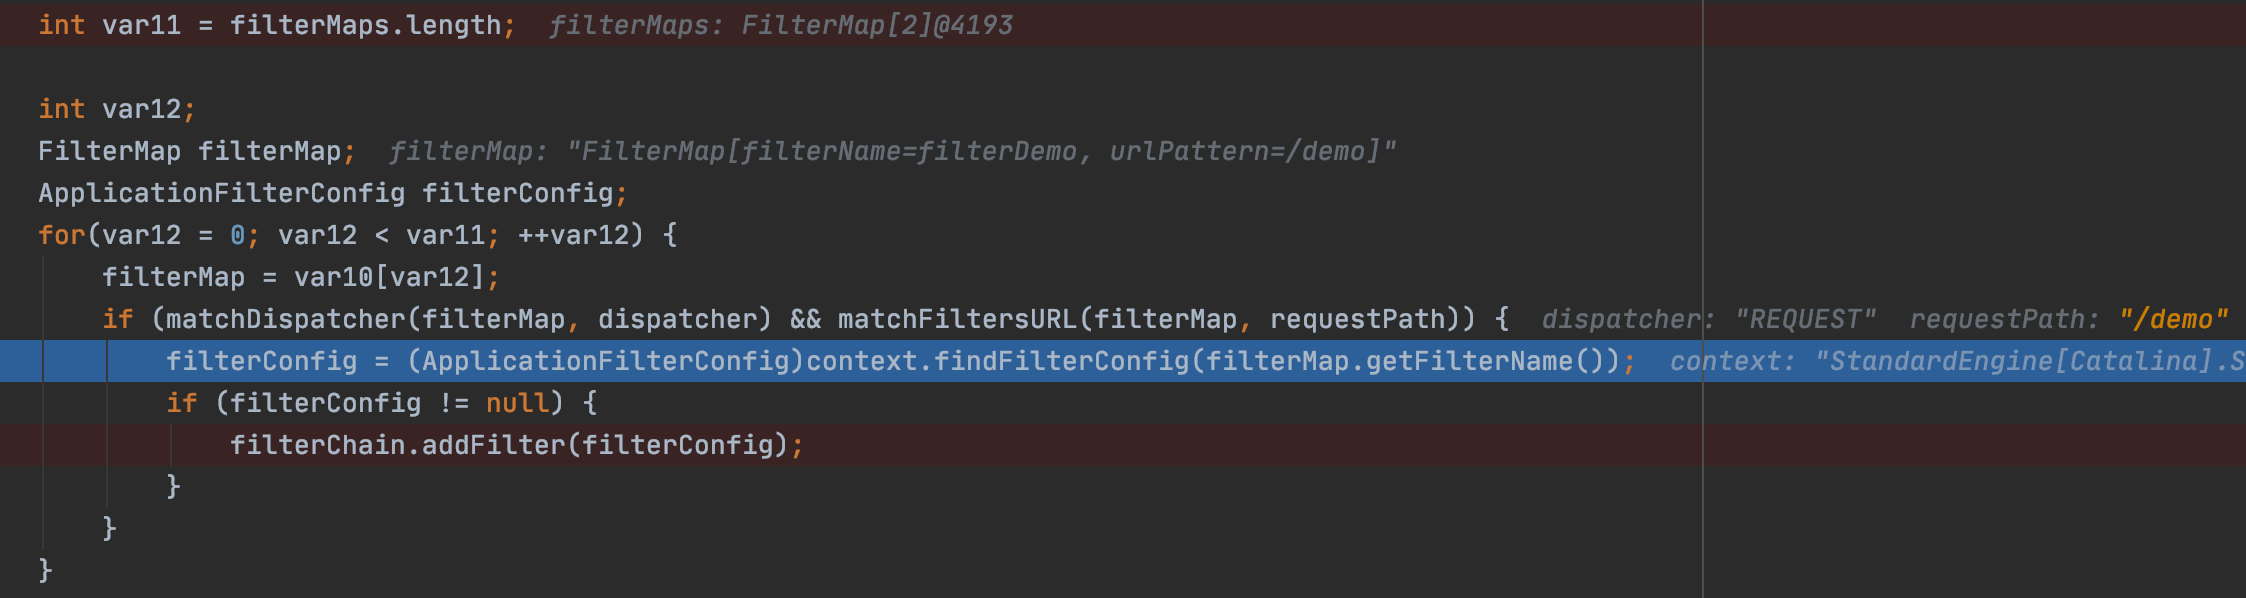 int var11 = filterMaps.length;  filterMaps: FilterMap[2]@4193
int var12;
FilterMap filterMap;  filterMap: "FilterMap[filterName=filterDemo, urlPattern=/demo]"
ApplicationFilterConfig filterConfig;
for(var12 = 0; var12 < var11; ++var12) {
    filterMap = var10[var12];
    if (matchDispatcher(filterMap, dispatcher) && matchFiltersURL(filterMap, requestPath)) {  dispatcher: "REQUEST"  requestPath: "/demo"
        filterConfig = (ApplicationFilterConfig)context.findFilterConfig(filterMap.getFilterName());  context: "StandardEngine[Catalina].S
        if (filterConfig != null) {
            filterChain.addFilter(filterConfig);
        }
    }
}